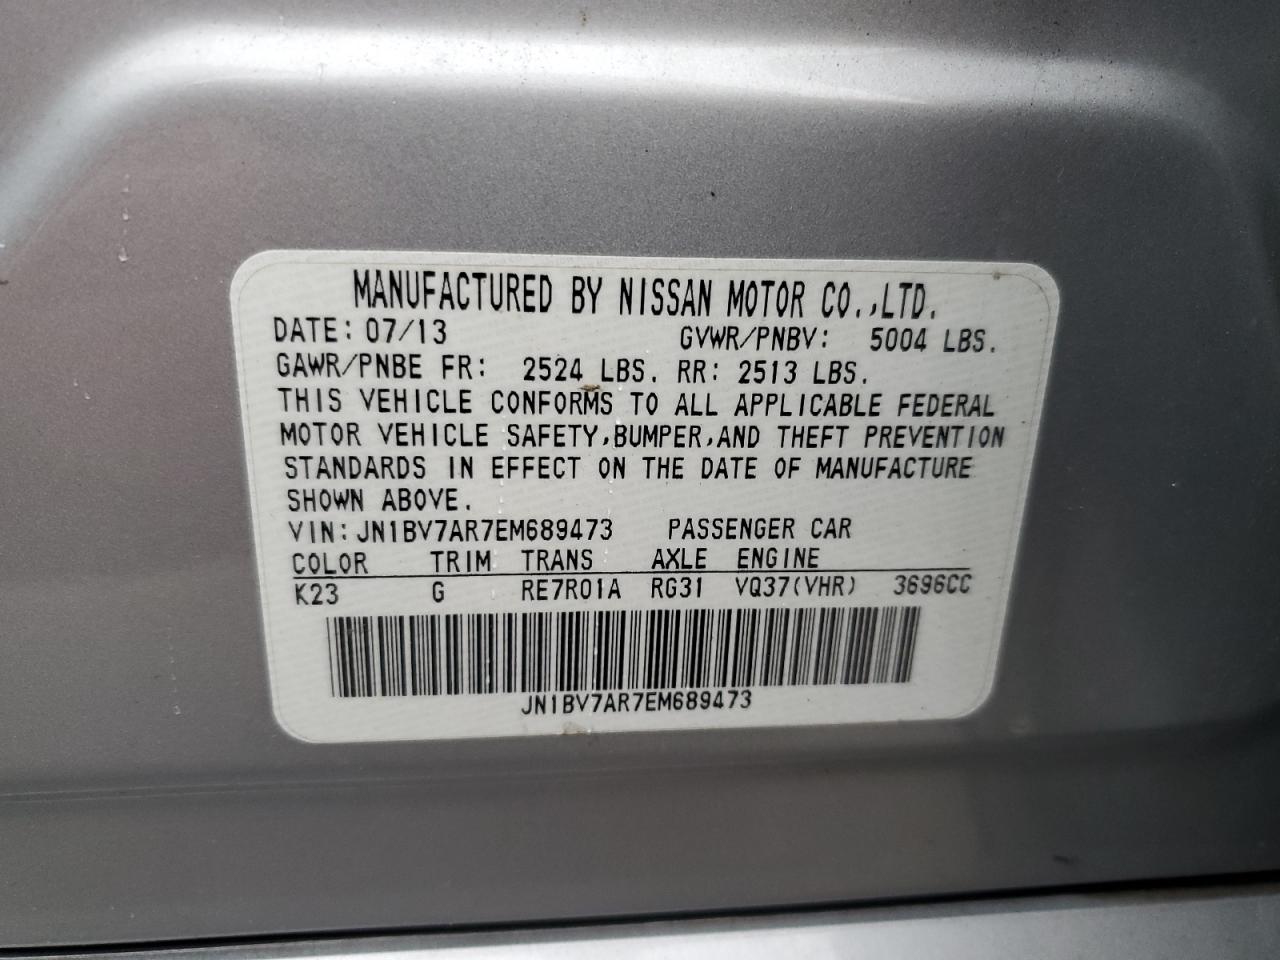 MANUFACTURED BY NISSAN MOTOR CO.,LTD.
DATE: 07/13 GVWR/PNBV: 5004 LBS.
GAWR/PNBE FR: 2524 LBS. RR: 2513 LBS.
THIS VEHICLE CONFORMS TO ALL APPLICABLE FEDERAL
MOTOR VEHICLE SAFETY,BUMPER,AND THEFT PREVENTION
STANDARDS IN EFFECT ON THE DATE OF MANUFACTURE
SHOWN ABOVE.
VIN: JN1BV7AR7EM689473 PASSENGER CAR
COLOR TRIM TRANS AXLE ENGINE
K23 G RE7R01A RG31 VQ37(VHR) 3696CC
JN1BV7AR7EM689473